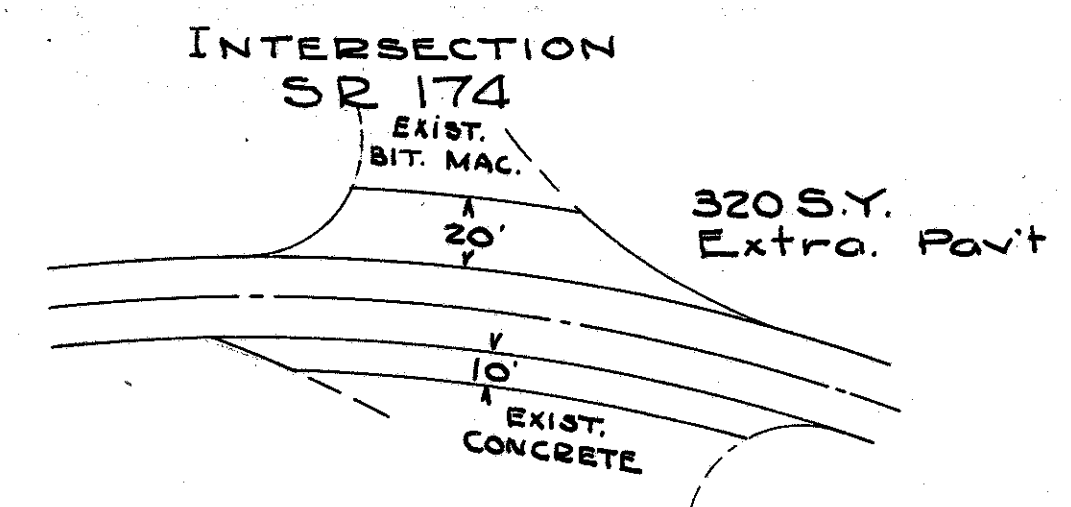 INTERSECTION
SR 174
EXIST.
BIT. MAC.
320 S.Y.
Extra. Pav't
20'
10'
EXIST.
CONCRETE